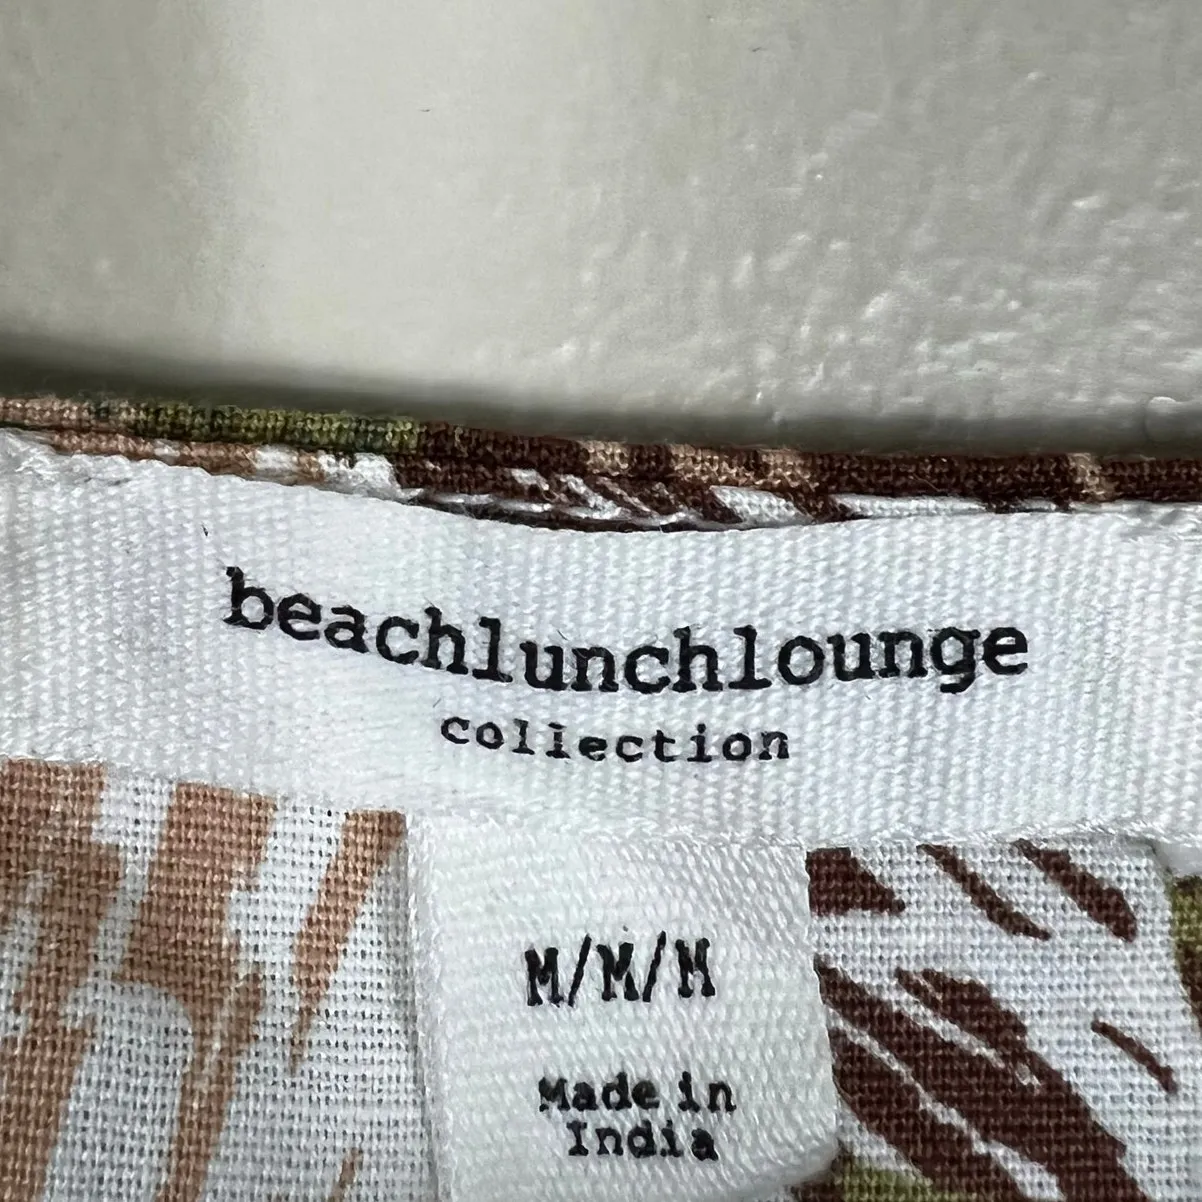 beachlunchlounge
collection
M/M/M
Made in
India